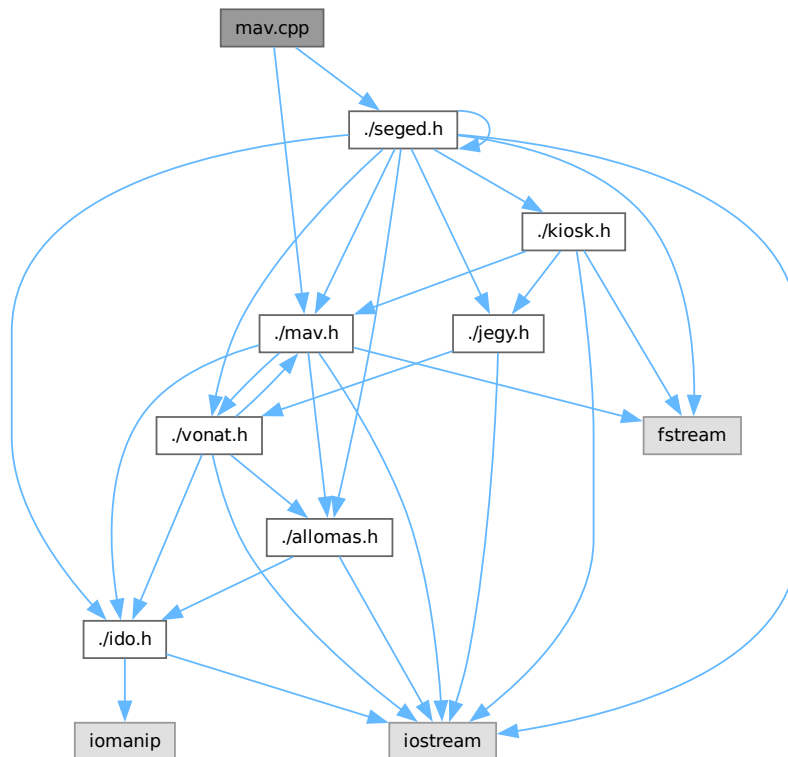 mav.cpp
./seged.h
./kiosk.h
./mav.h
./jegy.h
./vonat.h
fstream
./allomas.h
./ido.h
iomanip
iostream